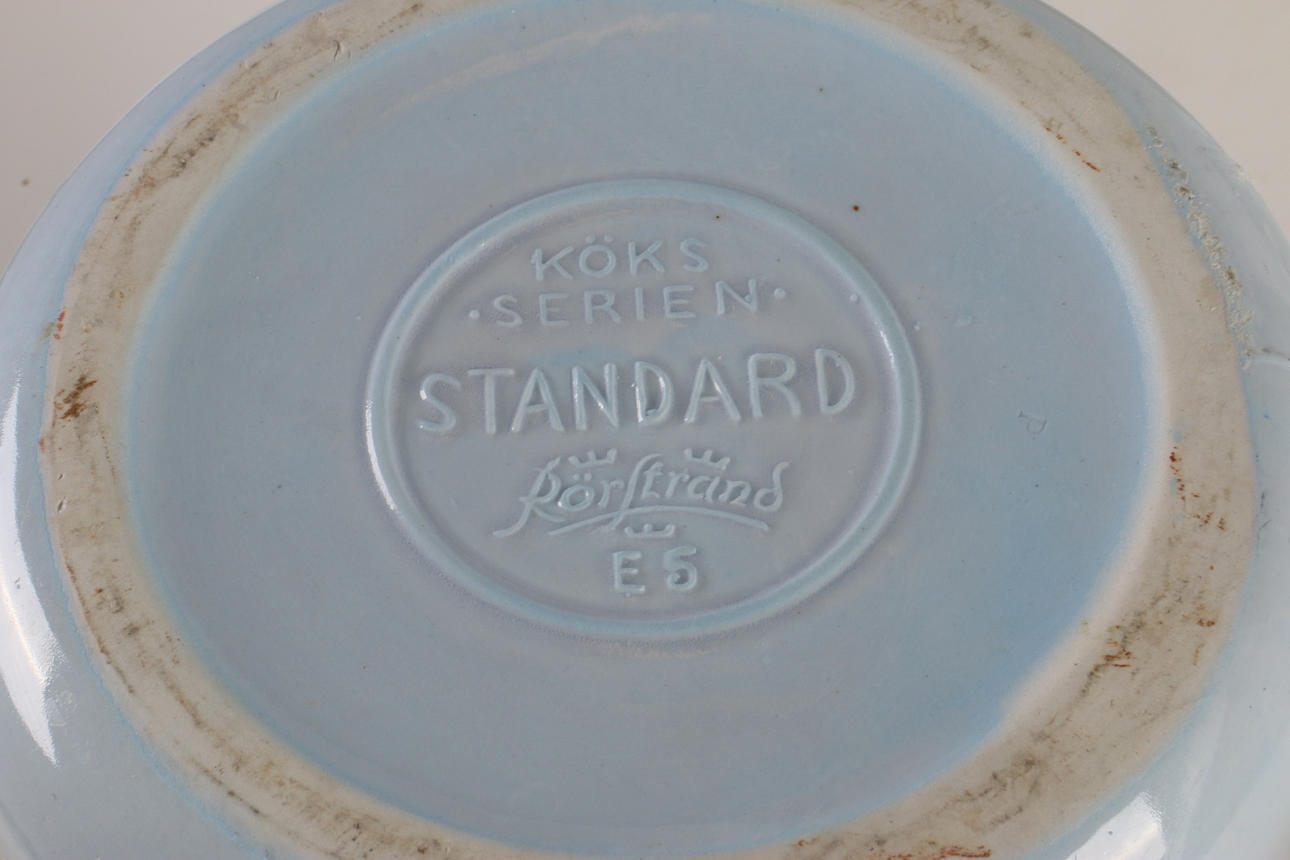 KÖKS
·SERIEN·
STANDARD
Rörstrand
E5
P